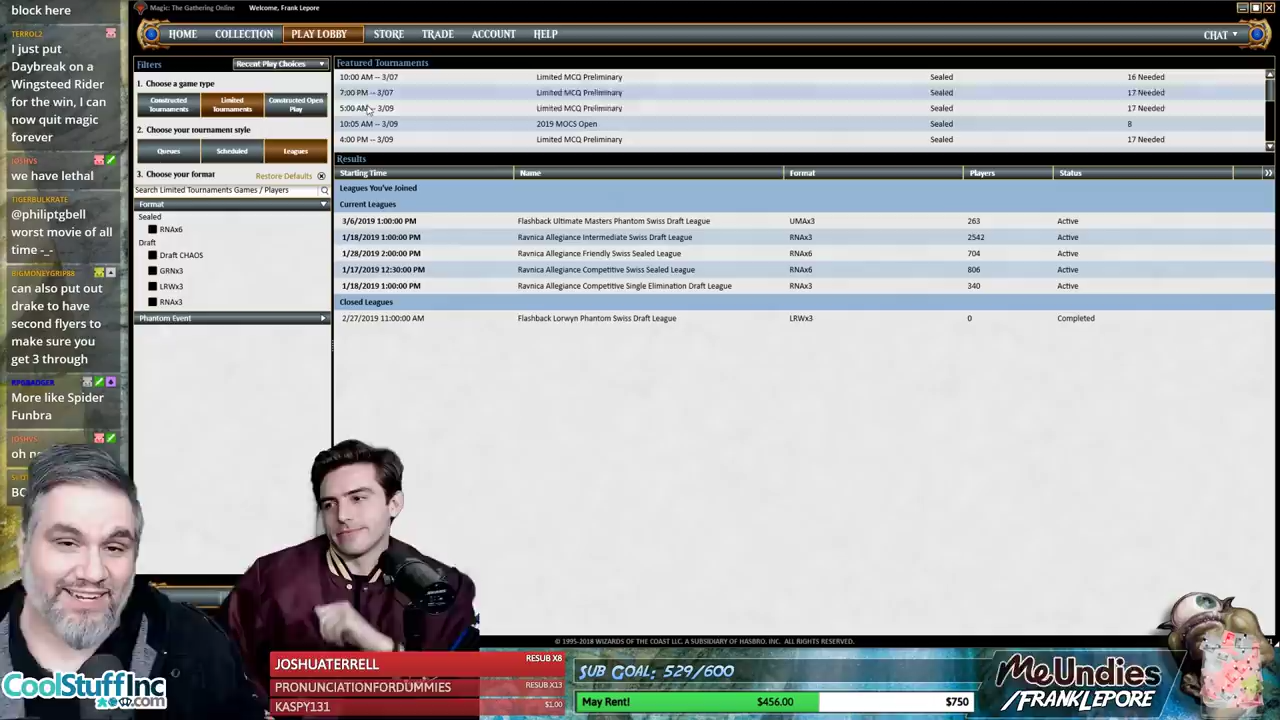 Magic: The Gathering Online
Welcome, Frank Lepore
HOME
COLLECTION
PLAY LOBBY
STORE
TRADE
ACCOUNT
HELP
CHAT
block here
TERROL2
I just put
Daybreak on a
Wingsteed Rider
for the win, I can
now quit magic
forever
JOSHVS
we have lethal
TIGERBULKRATE
@philiptgbell
worst movie of all
time -_-
BIGMONEYGRIP88
can also put out
drake to have
second flyers to
make sure you
get 3 through
RPGBADGER
More like Spider
Funbra
JOSHVS
oh n
BC
Filters
Recent Play Choices
1. Choose a game type
Constructed Tournaments
Limited Tournaments
Constructed Open Play
2. Choose your tournament style
Queues
Scheduled
Leagues
3. Choose your format
Restore Defaults
Search Limited Tournaments Games / Players
Format
Sealed
RNAx6
Draft
Draft CHAOS
GRNx3
LRWx3
RNAx3
Phantom Event
Featured Tournaments
10:00 AM -- 3/07 Limited MCQ Preliminary Sealed 16 Needed
7:00 PM -- 3/07 Limited MCQ Preliminary Sealed 17 Needed
5:00 AM -- 3/09 Limited MCQ Preliminary Sealed 17 Needed
10:05 AM -- 3/09 2019 MOCS Open Sealed 8
4:00 PM -- 3/09 Limited MCQ Preliminary Sealed 17 Needed
Results
Starting Time Name Format Players Status
Leagues You've Joined
Current Leagues
3/6/2019 1:00:00 PM Flashback Ultimate Masters Phantom Swiss Draft League UMAx3 263 Active
1/18/2019 1:00:00 PM Ravnica Allegiance Intermediate Swiss Draft League RNAx3 2542 Active
1/28/2019 2:00:00 PM Ravnica Allegiance Friendly Swiss Sealed League RNAx6 704 Active
1/17/2019 12:30:00 PM Ravnica Allegiance Competitive Swiss Sealed League RNAx6 806 Active
1/18/2019 1:00:00 PM Ravnica Allegiance Competitive Single Elimination Draft League RNAx3 340 Active
Closed Leagues
2/27/2019 11:00:00 AM Flashback Lorwyn Phantom Swiss Draft League LRWx3 0 Completed
© 1995-2018 WIZARDS OF THE COAST LLC, A SUBSIDIARY OF HASBRO, INC. ALL RIGHTS RESERVED.
JOSHUATERRELL RESUB X8
PRONUNCIATIONFORDUMMIES RESUB X13
KASPY131 $1.00
SUB GOAL: 529/600
May Rent! $456.00 $750
MeUndies
/FRANKLEPORE
CoolStuffInc
.com